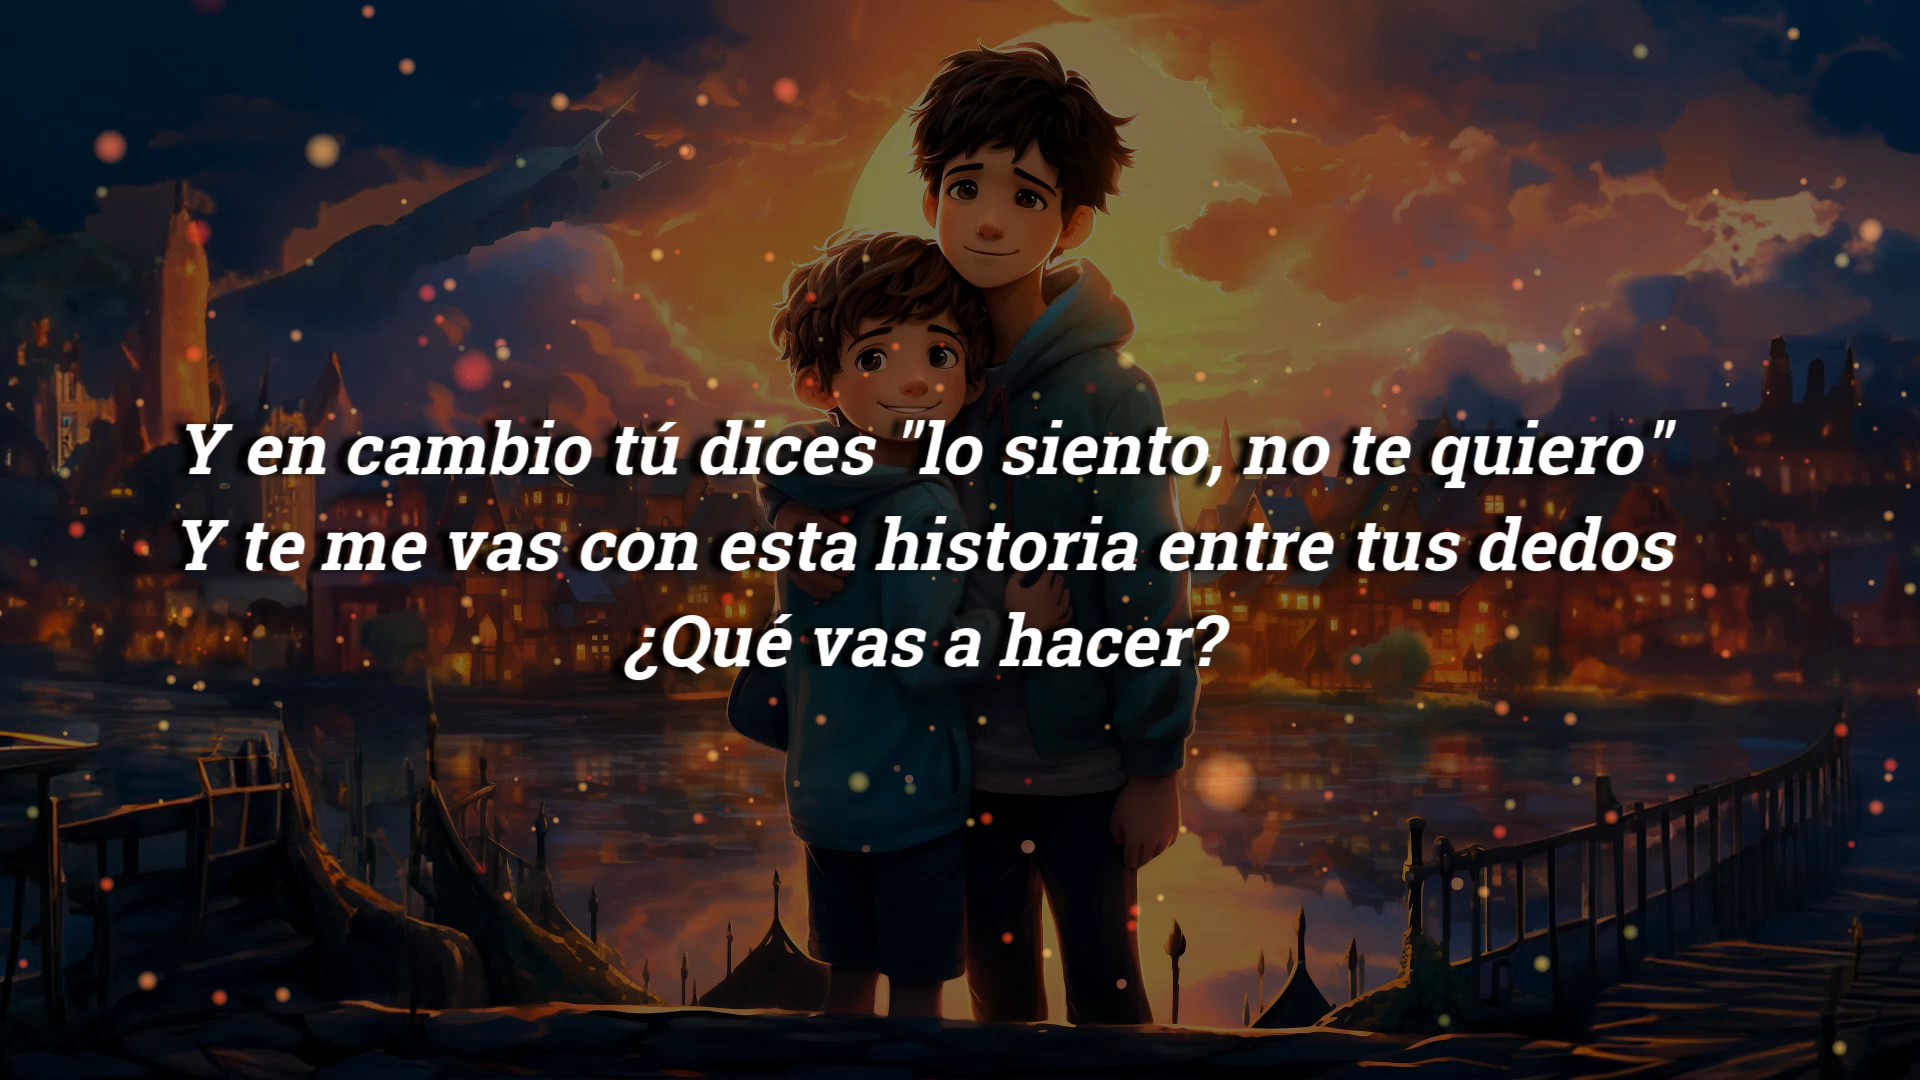 Y en cambio tú dices "lo siento, no te quiero"
Y te me vas con esta historia entre tus dedos
¿Qué vas a hacer?